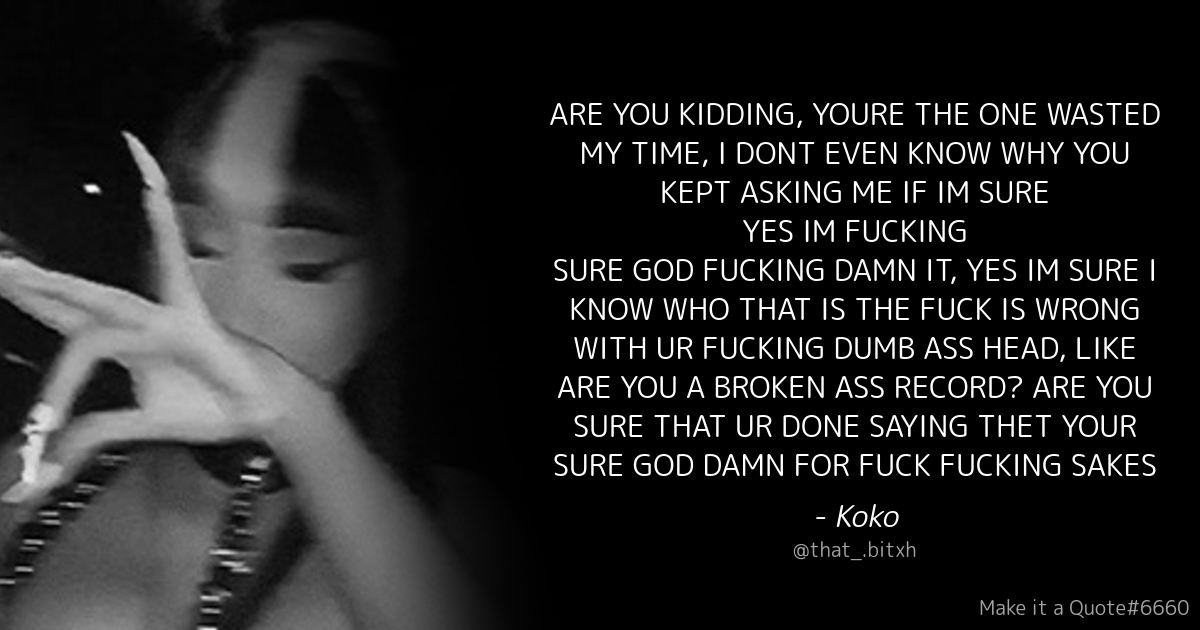 ARE YOU KIDDING, YOURE THE ONE WASTED
MY TIME, I DONT EVEN KNOW WHY YOU
KEPT ASKING ME IF IM SURE
YES IM FUCKING
SURE GOD FUCKING DAMN IT, YES IM SURE I
KNOW WHO THAT IS THE FUCK IS WRONG
WITH UR FUCKING DUMB ASS HEAD, LIKE
ARE YOU A BROKEN ASS RECORD? ARE YOU
SURE THAT UR DONE SAYING THET YOUR
SURE GOD DAMN FOR FUCK FUCKING SAKES
- Koko
@that_.bitxh
Make it a Quote#6660